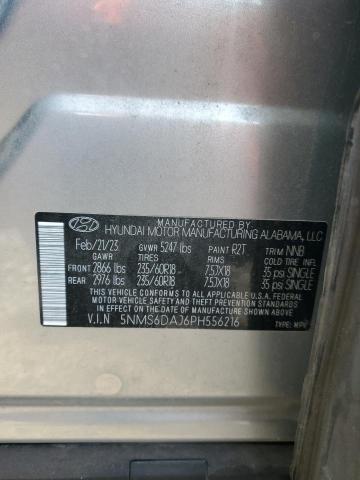 MANUFACTURED BY
HYUNDAI MOTOR MANUFACTURING ALABAMA, LLC
Feb/21/23 GVWR 5247 lbs PAINT R2T TRIM NNB
GAWR TIRES RIMS COLD TIRE INFL.
FRONT 2866 lbs 235/60R18 7.5JX18 35 psi SINGLE
REAR 2976 lbs 235/60R18 7.5JX18 35 psi SINGLE
THIS VEHICLE CONFORMS TO ALL APPLICABLE U.S.A. FEDERAL
MOTOR VEHICLE SAFETY AND THEFT PREVENTION STANDARDS
IN EFFECT ON THE DATE OF MANUFACTURE SHOWN ABOVE.
V.I.N 5NMS6DAJ6PH556216 TYPE: MPV